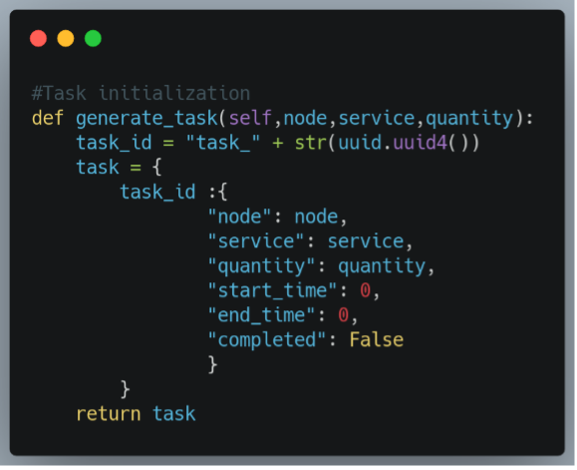 #Task initialization
def generate_task(self,node,service,quantity):
    task_id = "task_" + str(uuid.uuid4())
    task = {
        task_id :{
                "node": node,
                "service": service,
                "quantity": quantity,
                "start_time": 0,
                "end_time": 0,
                "completed": False
                }
        }
    return task